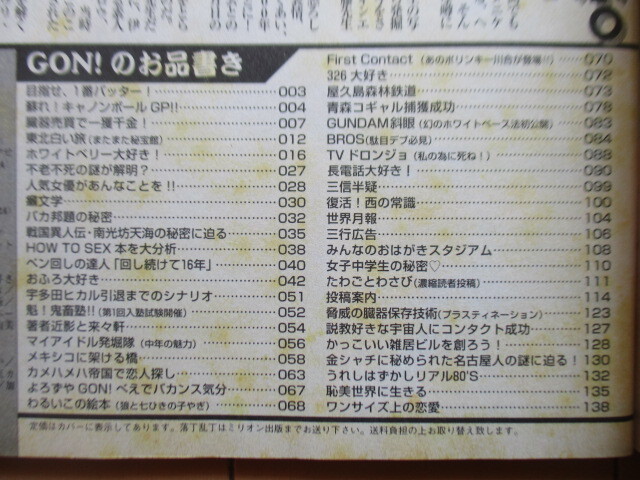 GON! のお品書き
目指せ、1番バッター! 003
蘇れ!キャノンボールGP!! 004
臓器売買で一獲千金! 007
東北白い旅(またまた秘宝館) 012
ホワイトベリー大好き! 016
不老不死の謎が解明? 027
人気女優があんなことを!! 028
編文学 030
バカ邦題の秘密 032
戦国異人伝・南光坊天海の秘密に迫る 035
HOW TO SEX 本を大分析 038
ペン回しの達人「回し続けて16年」 040
おふろ大好き 042
宇多田ヒカル引退までのシナリオ 051
魁!鬼畜塾!!(第1回入塾試験開催) 052
著者近影と来々軒 054
マイアイドル発掘隊(中年の魅力) 056
メキシコに架ける橋 058
カメハメハ帝国で恋人探し 063
よろずやGON!べえでバカンス気分 067
わるいこの絵本(狼と七ひきの子やぎ) 068
First Contact(あのポリンキー川合が登場!!) 070
326大好き 072
屋久島森林鉄道 073
青森コギャル捕獲成功 078
GUNDAM斜眼(幻のホワイトベース法初公開) 083
BROS(駄目デブ必見) 084
TVドロンジョ(私の為に死ね!) 088
長電話大好き! 090
三信半疑 099
復活!西の常識 100
世界月報 104
三行広告 106
みんなのおはがきスタジアム 108
女子中学生の秘密♡ 110
たわごとわさび(濃縮読者投稿) 111
投稿案内 114
脅威の臓器保存技術(プラスティネーション) 123
説教好きな宇宙人にコンタクト成功 127
かっこいい雑居ビルを創ろう! 128
金シャチに秘められた名古屋人の謎に迫る! 130
うれしはずかしリアル80'S 132
恥美世界に生きる 135
ワンサイズ上の恋愛 138
定価はカバーに表示してあります。落丁乱丁はミリオン出版までお送り下さい。送料負担の上お取り替え致します。